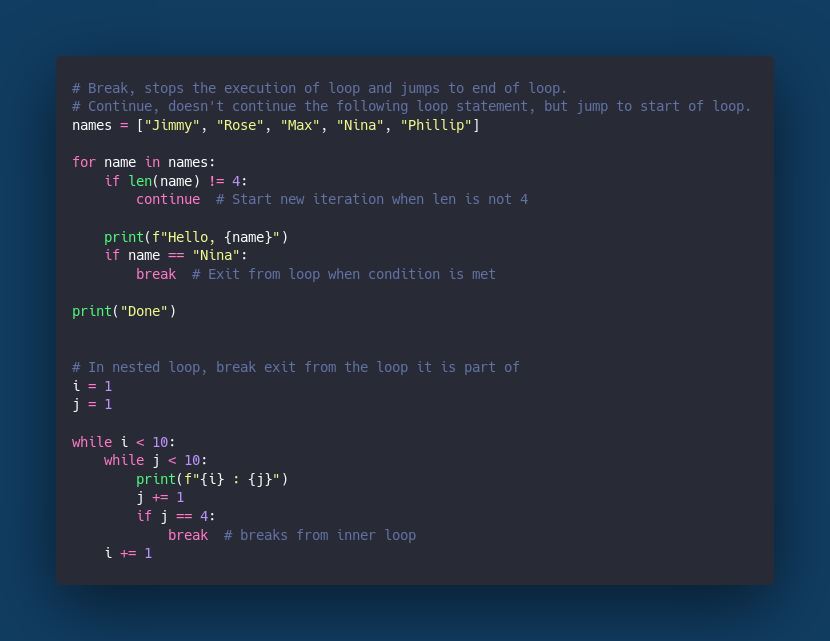 # Break, stops the execution of loop and jumps to end of loop.
# Continue, doesn't continue the following loop statement, but jump to start of loop.
names = ["Jimmy", "Rose", "Max", "Nina", "Phillip"]

for name in names:
    if len(name) != 4:
        continue  # Start new iteration when len is not 4

    print(f"Hello, {name}")
    if name == "Nina":
        break  # Exit from loop when condition is met

print("Done")


# In nested loop, break exit from the loop it is part of
i = 1
j = 1

while i < 10:
    while j < 10:
        print(f"{i} : {j}")
        j += 1
        if j == 4:
            break  # breaks from inner loop
    i += 1